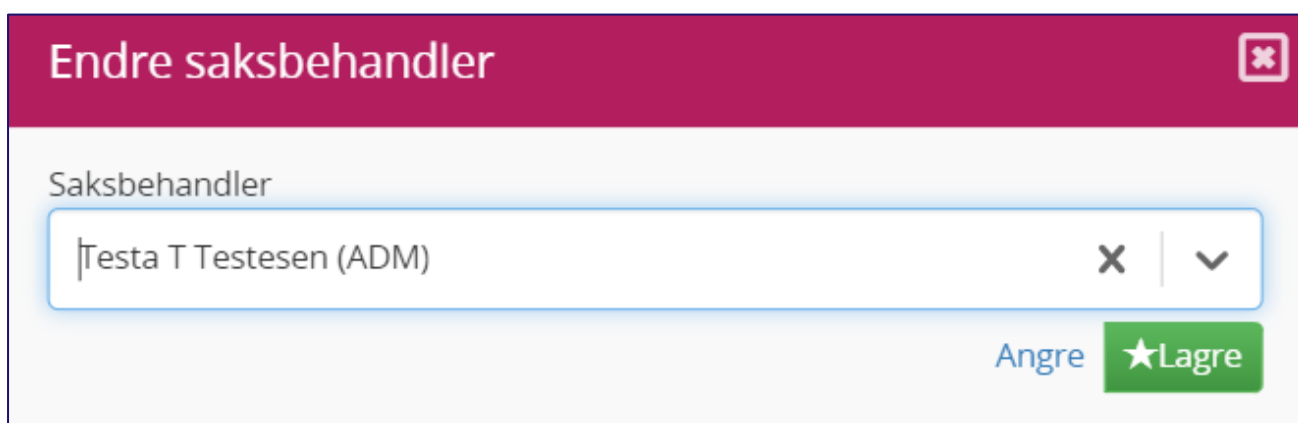 Endre saksbehandler
Saksbehandler
Testa T Testesen (ADM)
Angre Lagre